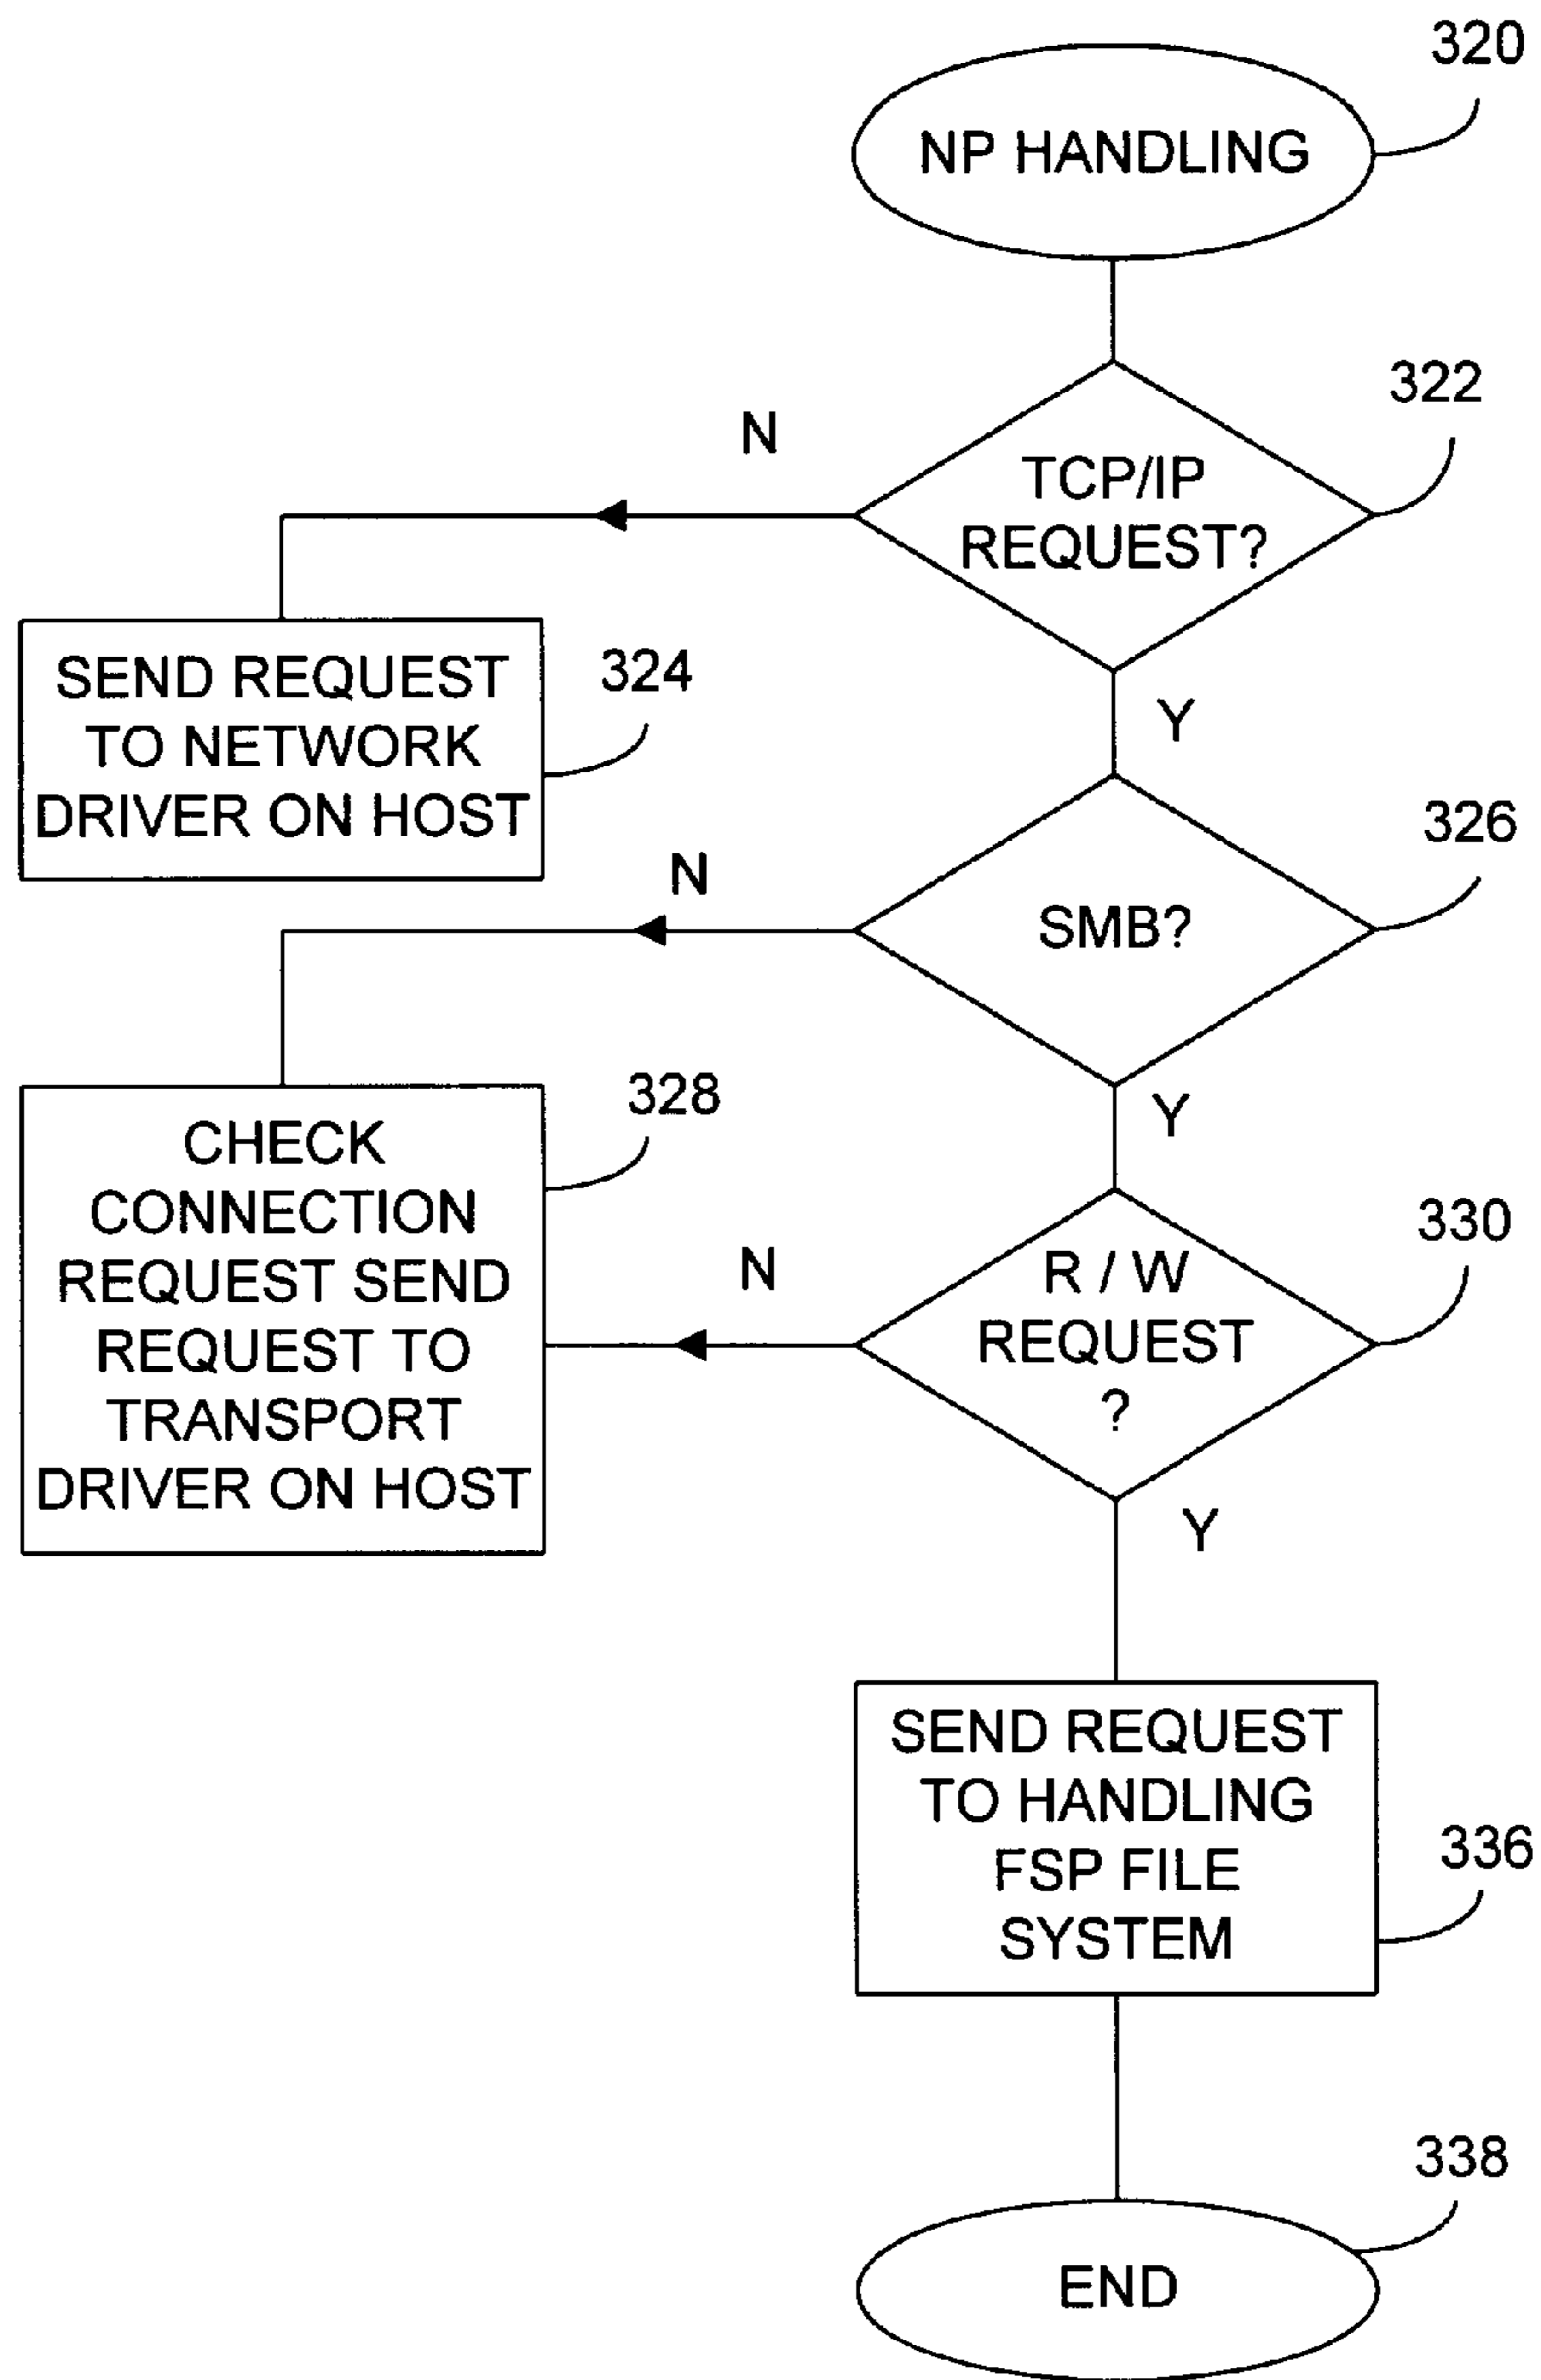 320
NP HANDLING
322
N
TCP/IP
REQUEST?
SEND REQUEST
TO NETWORK
DRIVER ON HOST
324
Y
326
N
SMB?
328
Y
CHECK
CONNECTION
REQUEST SEND
REQUEST TO
TRANSPORT
DRIVER ON HOST
330
N
R / W
REQUEST
?
Y
SEND REQUEST
TO HANDLING
FSP FILE
SYSTEM
336
338
END